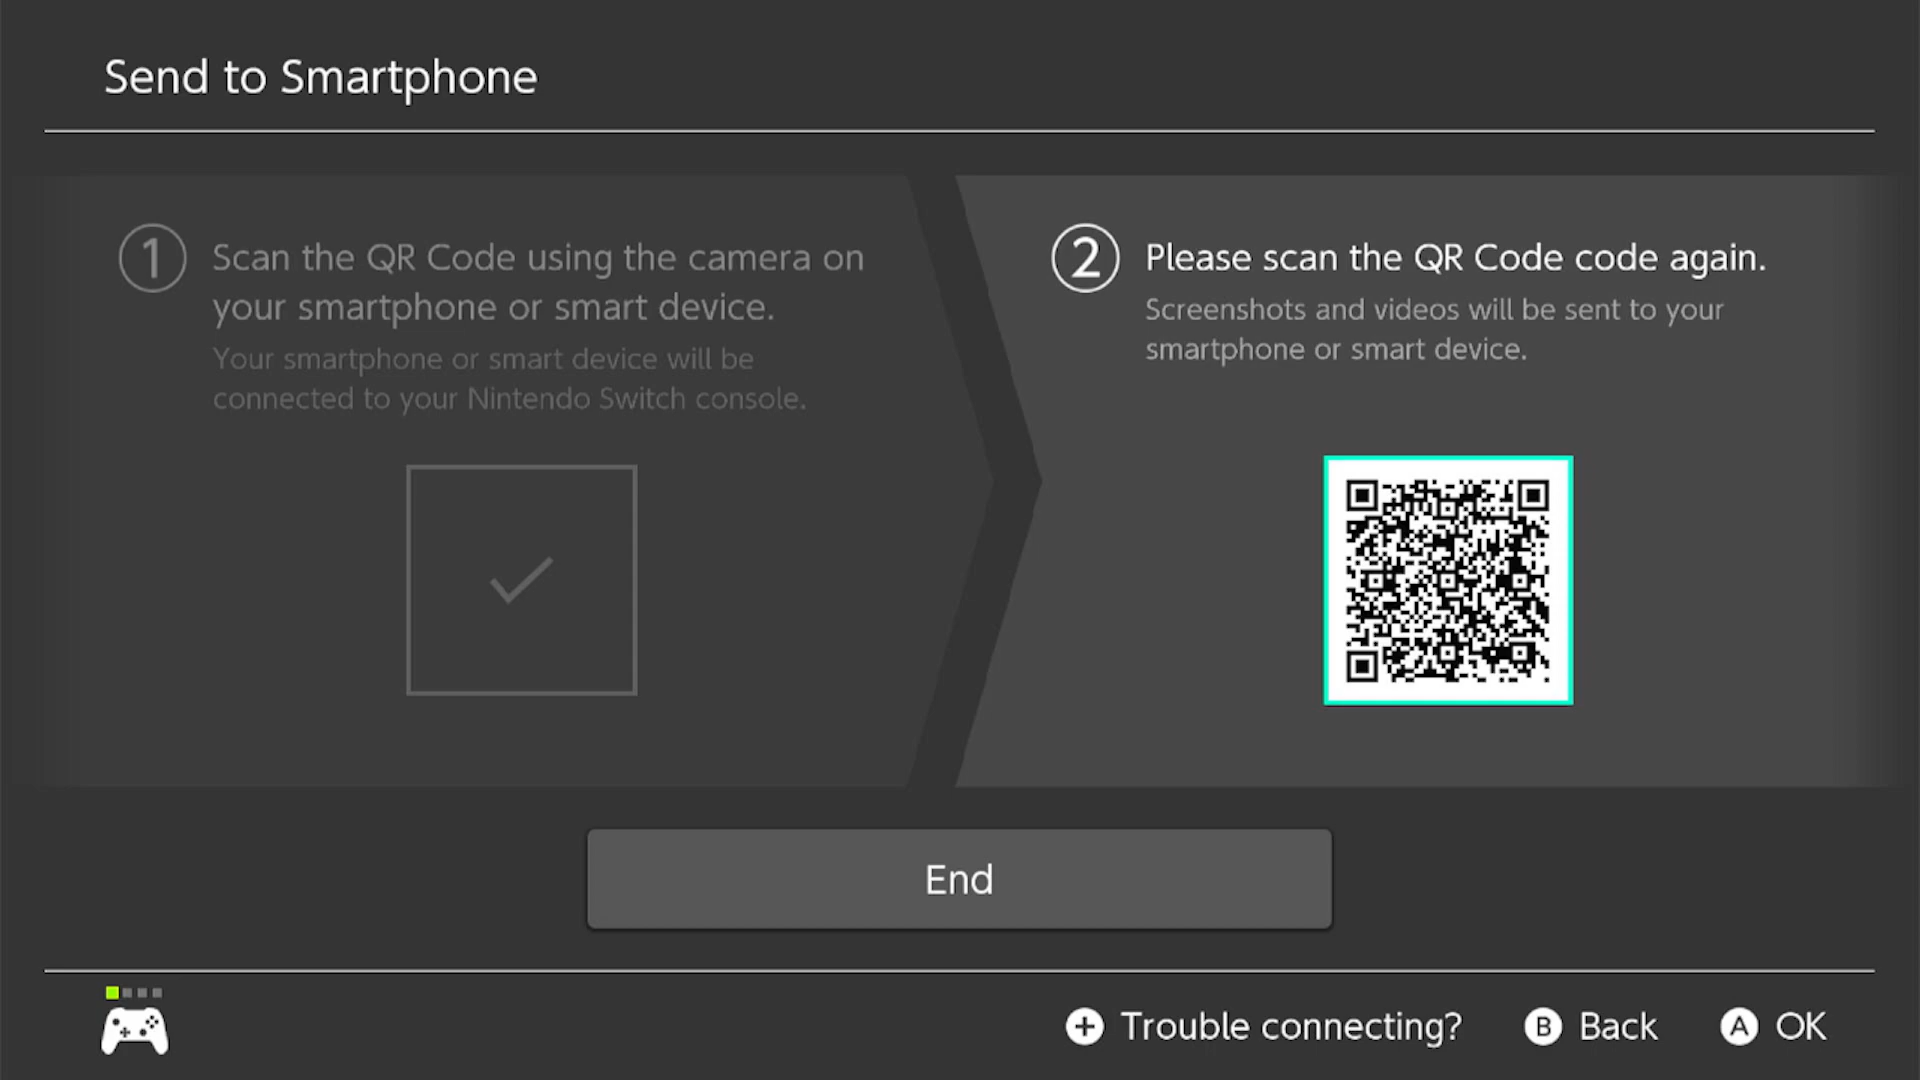 Send to Smartphone
1
Scan the QR Code using the camera on
your smartphone or smart device.
Your smartphone or smart device will be
connected to your Nintendo Switch console.
2
Please scan the QR Code code again.
Screenshots and videos will be sent to your
smartphone or smart device.
End
+ Trouble connecting?
B Back
A OK